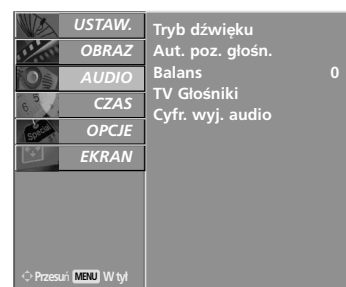 USTAW.
OBRAZ
AUDIO
CZAS
OPCJE
EKRAN
Tryb dźwięku
Aut. poz. głośn.
Balans 0
TV Głośniki
Cyfr. wyj. audio
Przesuń MENU W tył